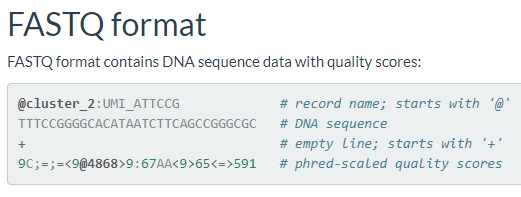 FASTQ format
FASTQ format contains DNA sequence data with quality scores:
@cluster_2:UMI_ATTCCG # record name; starts with '@'
TTTCCGGGGCACATAATCTTCAGCCGGGCGC # DNA sequence
+ # empty line; starts with '+'
9C;=;=<9@4868>9:67AA<9>65<=>591 # phred-scaled quality scores